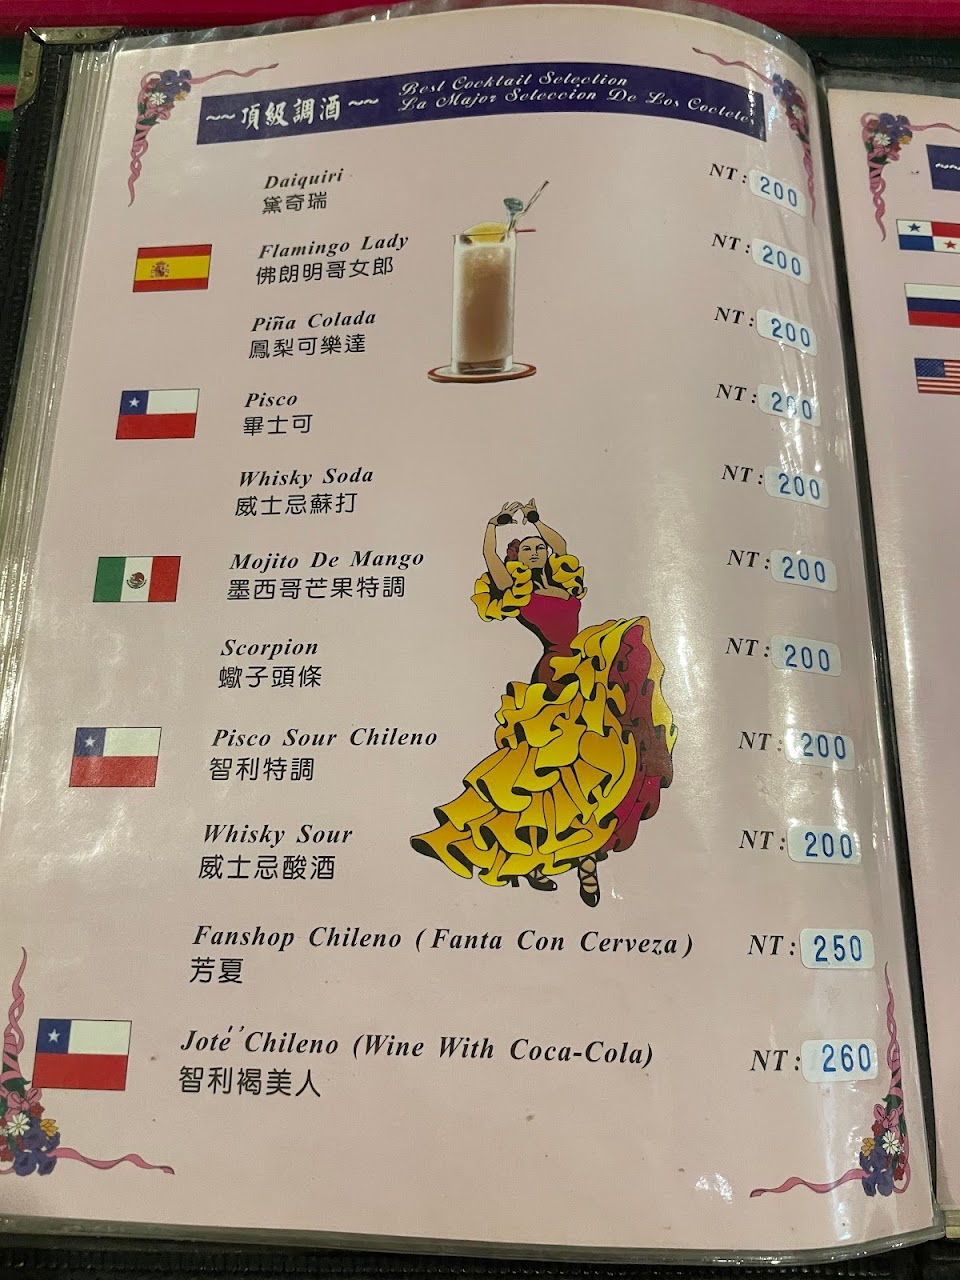 ~~頂級調酒~~
Best Cocktail Selection
La Major Seleccion De Los Cocteles
Daiquiri NT: 200
黛奇瑞
Flamingo Lady NT: 200
佛朗明哥女郎
Piña Colada NT: 200
鳳梨可樂達
Pisco NT: 200
畢士可
Whisky Soda NT: 200
威士忌蘇打
Mojito De Mango NT: 200
墨西哥芒果特調
Scorpion NT: 200
蠍子頭條
Pisco Sour Chileno NT: 200
智利特調
Whisky Sour NT: 200
威士忌酸酒
Fanshop Chileno (Fanta Con Cerveza) NT: 250
芳夏
Joté' Chileno (Wine With Coca-Cola) NT: 260
智利褐美人